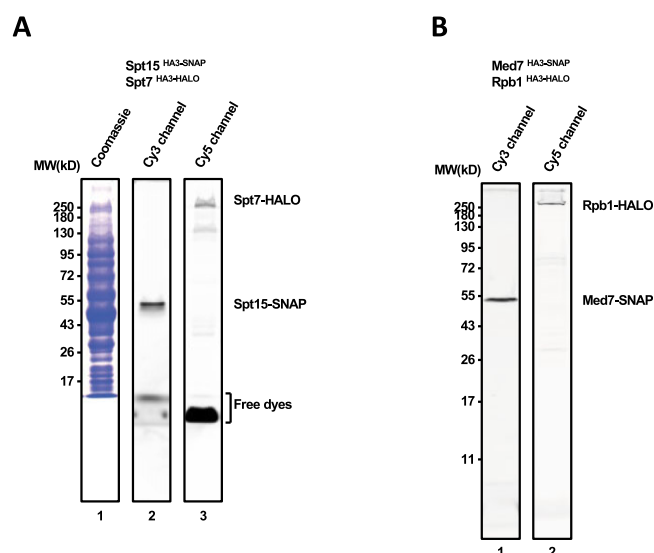 A
Spt15 HA3-SNAP
Spt7 HA3-HALO
Coomassie
Cy3 channel
Cy5 channel
MW(kD)
250
180
130
95
72
55
43
26
17
Spt7-HALO
Spt15-SNAP
Free dyes
1 2 3
B
Med7 HA3-SNAP
Rpb1 HA3-HALO
Cy3 channel
Cy5 channel
MW(kD)
250
180
130
95
72
55
43
26
17
11
Rpb1-HALO
Med7-SNAP
1 2